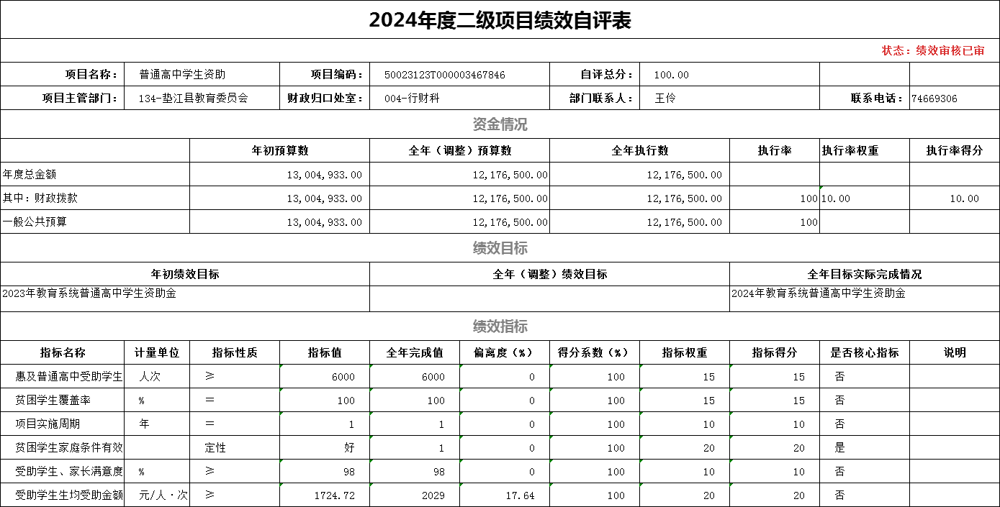 2024年度二级项目绩效自评表
状态：绩效审核已审
项目名称： 普通高中学生资助 项目编码： 50023123T000003467846 自评总分： 100.00
项目主管部门： 134-垫江县教育委员会 财政归口处室： 004-行财科 部门联系人： 王伶 联系电话： 74669306
资金情况
年初预算数 全年（调整）预算数 全年执行数 执行率 执行率权重 执行率得分
年度总金额 13,004,933.00 12,176,500.00 12,176,500.00
其中：财政拨款 13,004,933.00 12,176,500.00 12,176,500.00 100 10.00 10.00
一般公共预算 13,004,933.00 12,176,500.00 12,176,500.00 100
绩效目标
年初绩效目标 全年（调整）绩效目标 全年目标实际完成情况
2023年教育系统普通高中学生资助金 2024年教育系统普通高中学生资助金
绩效指标
指标名称 计量单位 指标性质 指标值 全年完成值 偏离度（%） 得分系数（%） 指标权重 指标得分 是否核心指标 说明
惠及普通高中受助学生 人次 ≥ 6000 6000 0 100 15 15 否
贫困学生覆盖率 % ＝ 100 100 0 100 15 15 否
项目实施周期 年 ＝ 1 1 0 100 10 10 否
贫困学生家庭条件有效 定性 好 1 0 100 20 20 是
受助学生、家长满意度 % ≥ 98 98 0 100 10 10 否
受助学生生均受助金额 元/人·次 ≥ 1724.72 2029 17.64 100 20 20 否